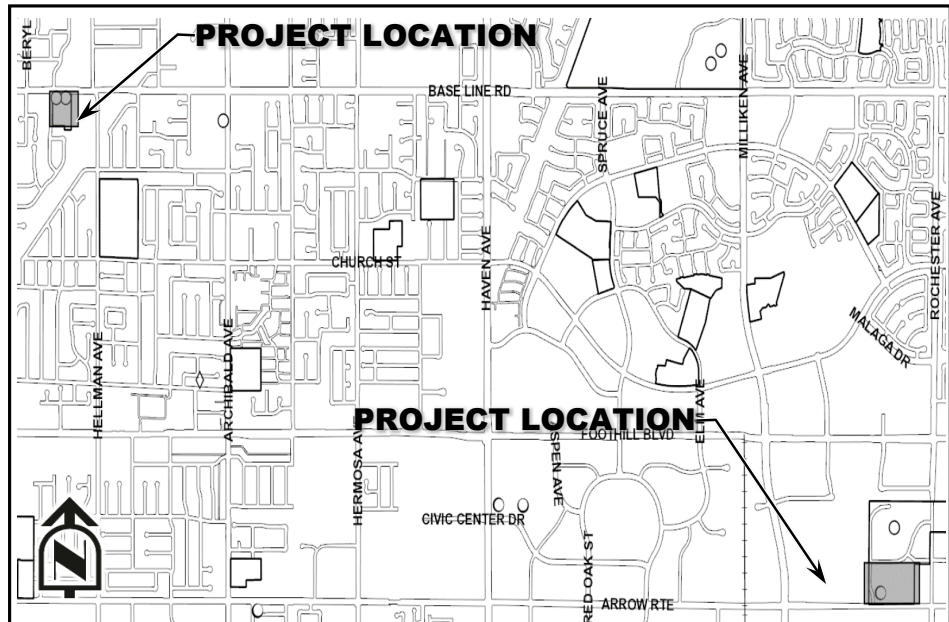 PROJECT LOCATION
BERYL
BASE LINE RD
SPRUCE AVE
MILLIKEN AVE
HAVEN AVE
CHURCH ST
ROCHESTER AVE
MALAGA DR
HELLMAN AVE
ARCHIBALD AVE
HERMOSA AVE
PROJECT LOCATION
ELM AVE
FOOTHILL BLVD
SPEN AVE
CIVIC CENTER DR
RED OAK ST
ARROW RTE
N